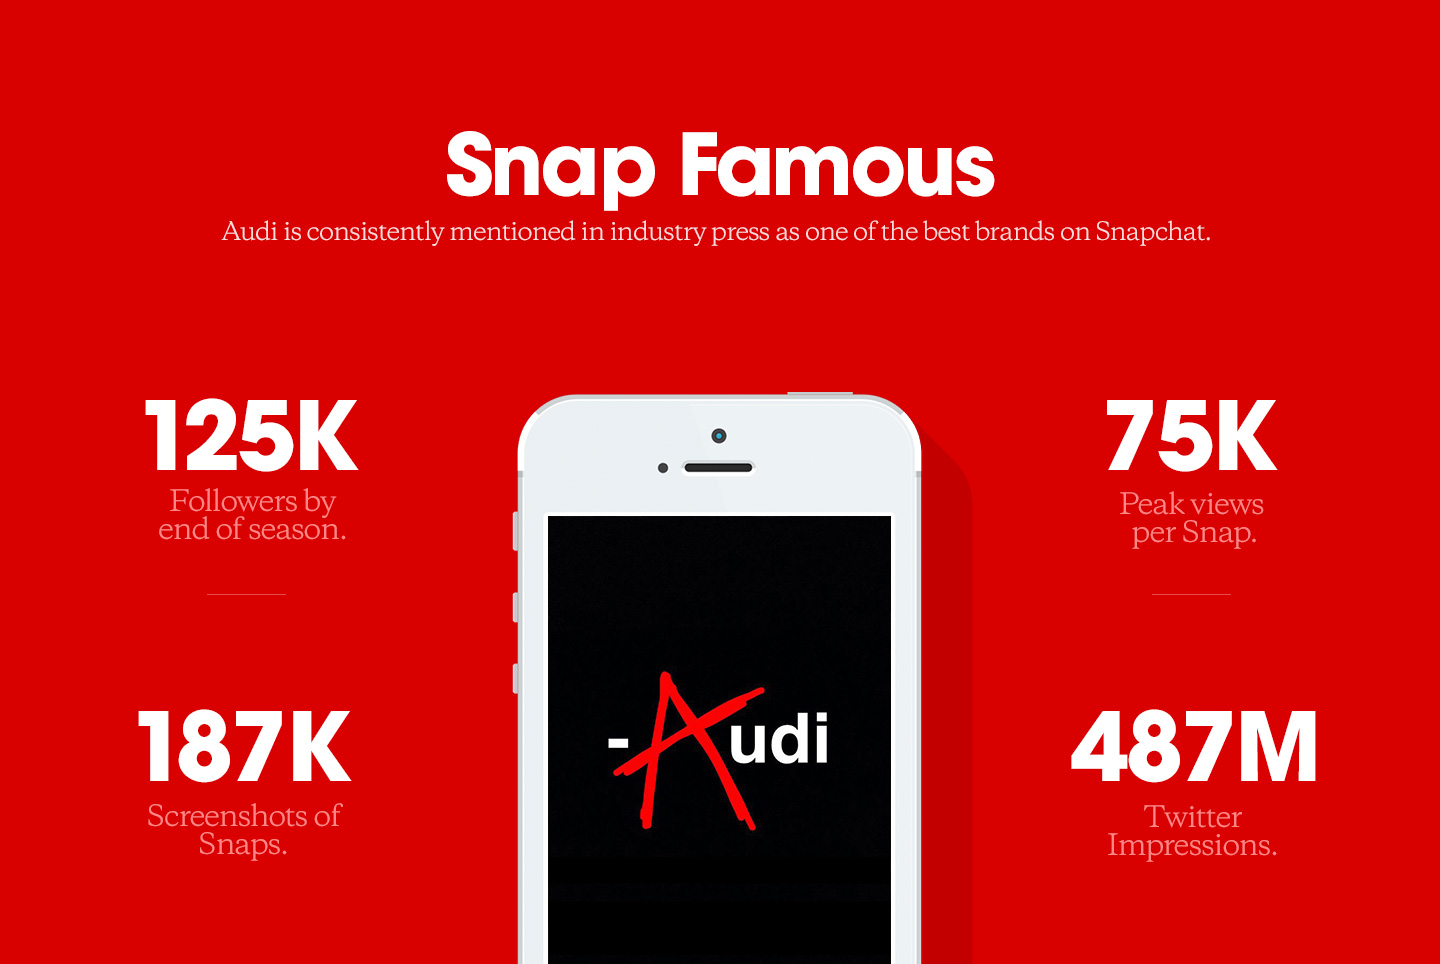 Snap Famous
Audi is consistently mentioned in industry press as one of the best brands on Snapchat.
125K
Followers by
end of season.
187K
Screenshots of
Snaps.
-Audi
75K
Peak views
per Snap.
487M
Twitter
Impressions.